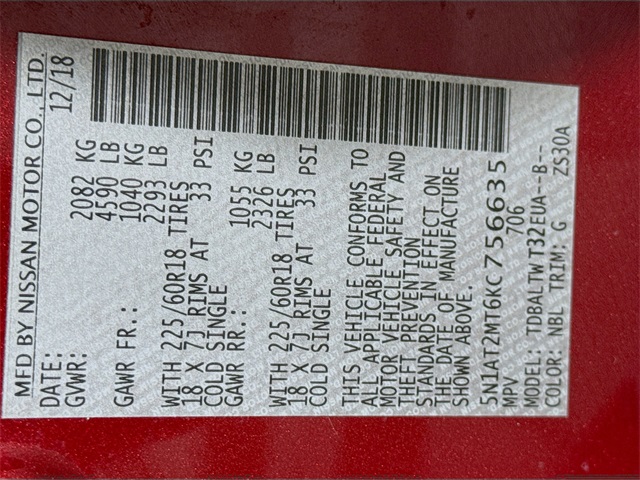 MFD BY NISSAN MOTOR CO., LTD.
DATE: 12/18
GVWR: 2082 KG
4590 LB
GAWR FR.: 1040 KG
2293 LB
WITH 225/60R18 TIRES
18 X 7J RIMS AT 33 PSI
COLD SINGLE
GAWR RR.: 1055 KG
2326 LB
WITH 225/60R18 TIRES
18 X 7J RIMS AT 33 PSI
COLD SINGLE
THIS VEHICLE CONFORMS TO
ALL APPLICABLE FEDERAL
MOTOR VEHICLE SAFETY AND
THEFT PREVENTION
STANDARDS IN EFFECT ON
THE DATE OF MANUFACTURE
SHOWN ABOVE.
5N1AT2MT6KC756635
MPV 706
MODEL: TDBALTWT32EUA--B--
COLOR: NBL TRIM: G ZS30A